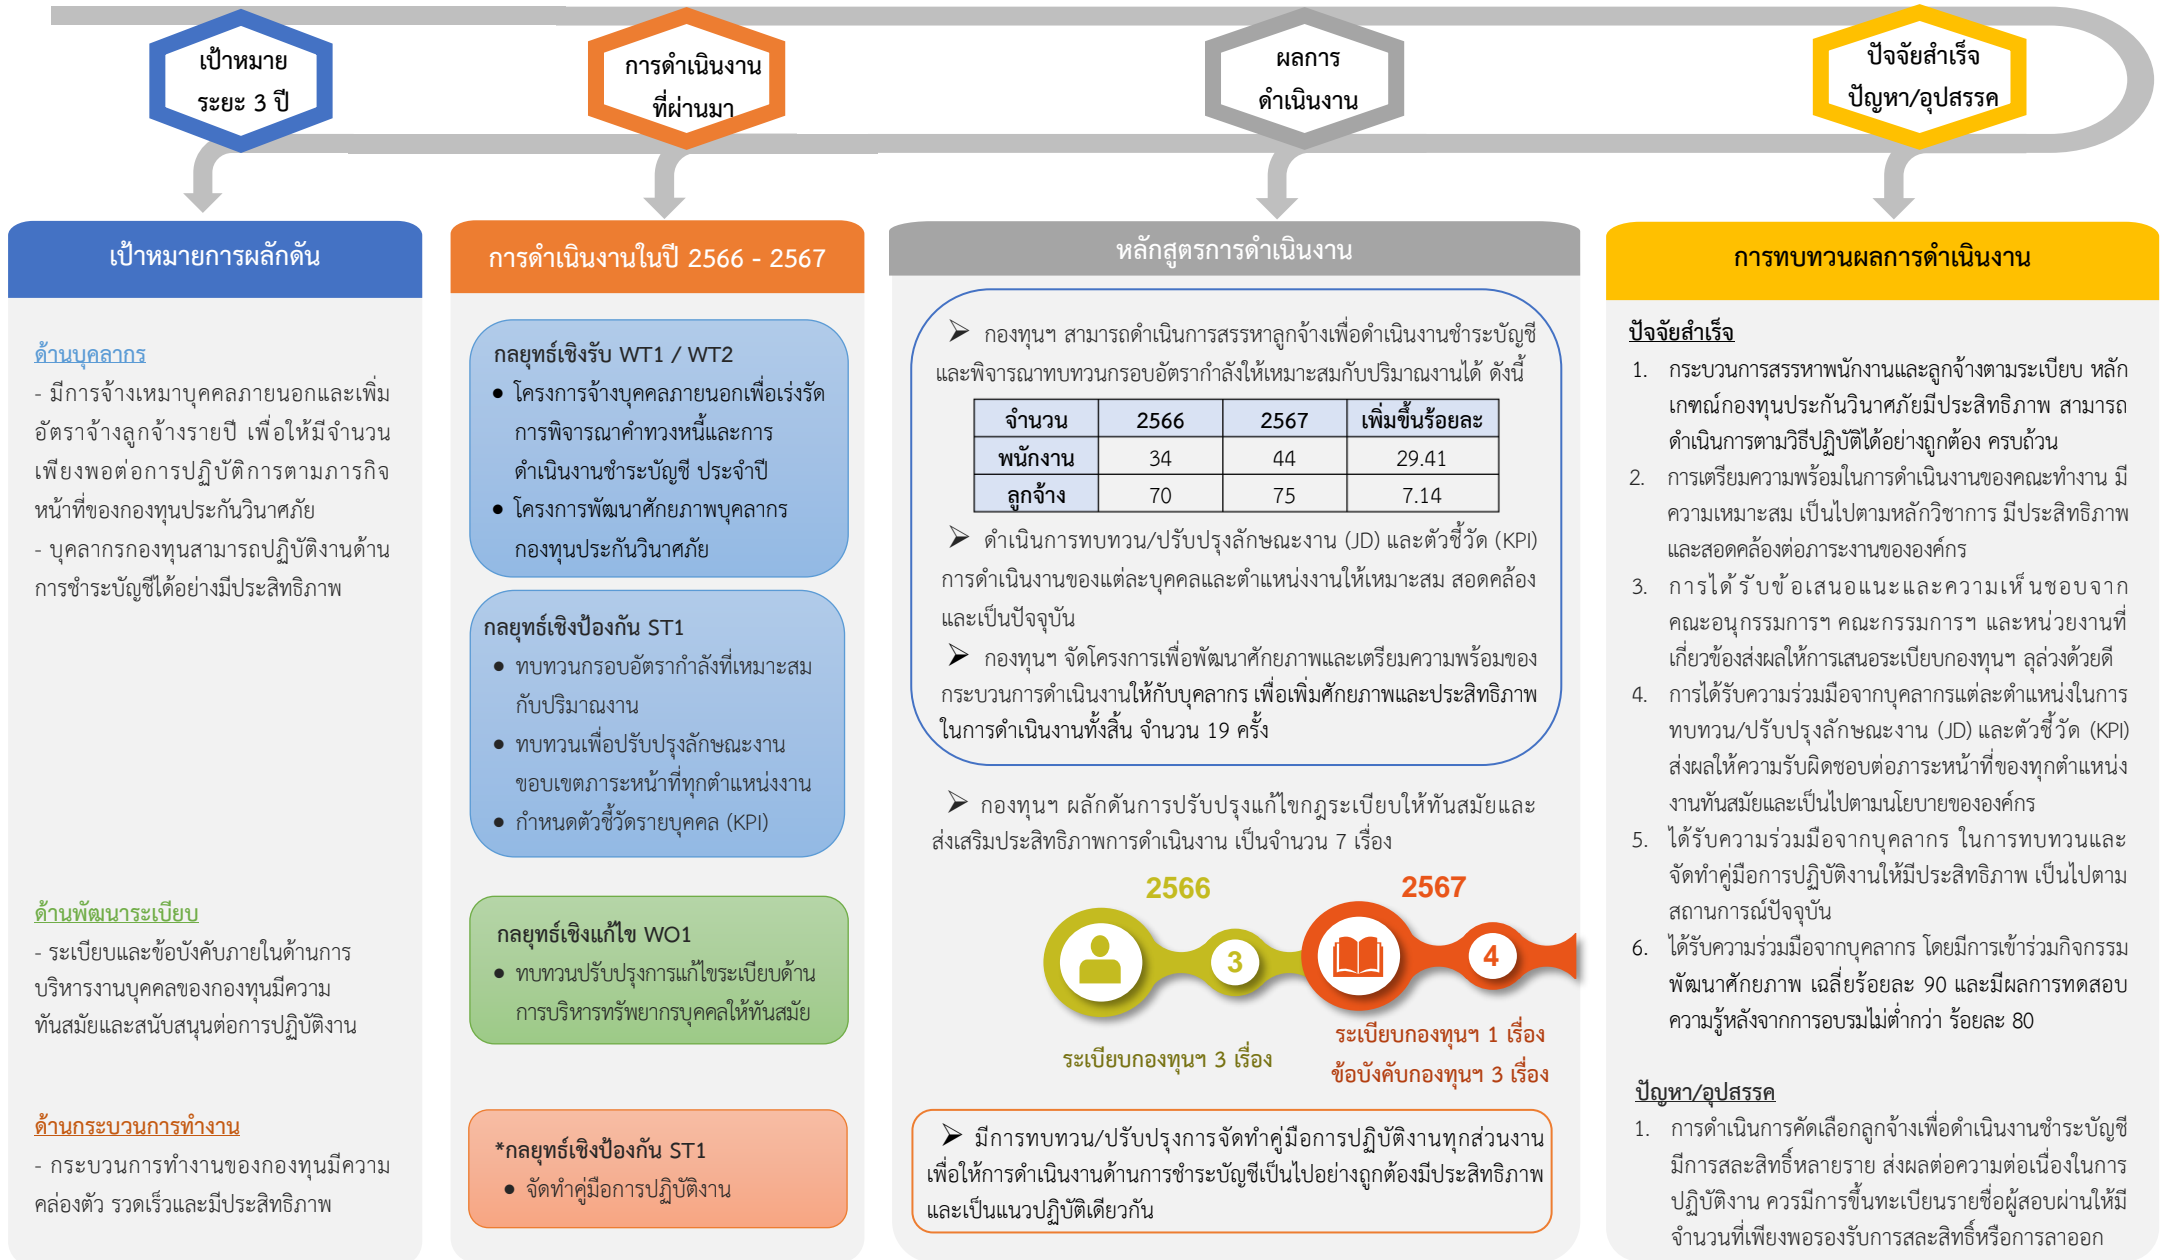 เป้าหมาย
ระยะ 3 ปี
การดำเนินงาน
ที่ผ่านมา
ผลการ
ดำเนินงาน
ปัจจัยสำเร็จ
ปัญหา/อุปสรรค
เป้าหมายการผลักดัน
ด้านบุคลากร
- มีการจ้างเหมาบุคคลภายนอกและเพิ่ม
อัตราจ้างลูกจ้างรายปี เพื่อให้มีจำนวน
เพียงพอต่อการปฏิบัติการตามภารกิจ
หน้าที่ของกองทุนประกันวินาศภัย
- บุคลากรกองทุนสามารถปฏิบัติงานด้าน
การชำระบัญชีได้อย่างมีประสิทธิภาพ
ด้านพัฒนาระเบียบ
- ระเบียบและข้อบังคับภายในด้านการ
บริหารงานบุคคลของกองทุนมีความ
ทันสมัยและสนับสนุนต่อการปฏิบัติงาน
ด้านกระบวนการทำงาน
- กระบวนการทำงานของกองทุนมีความ
คล่องตัว รวดเร็วและมีประสิทธิภาพ
การดำเนินงานในปี 2566 - 2567
กลยุทธ์เชิงรับ WT1 / WT2
● โครงการจ้างบุคคลภายนอกเพื่อเร่งรัด
การพิจารณาคำทวงหนี้และการ
ดำเนินงานชำระบัญชี ประจำปี
● โครงการพัฒนาศักยภาพบุคลากร
กองทุนประกันวินาศภัย
กลยุทธ์เชิงป้องกัน ST1
● ทบทวนกรอบอัตรากำลังที่เหมาะสม
กับปริมาณงาน
● ทบทวนเพื่อปรับปรุงลักษณะงาน
ขอบเขตภาระหน้าที่ทุกตำแหน่งงาน
● กำหนดตัวชี้วัดรายบุคคล (KPI)
กลยุทธ์เชิงแก้ไข WO1
● ทบทวนปรับปรุงการแก้ไขระเบียบด้าน
การบริหารทรัพยากรบุคคลให้ทันสมัย
*กลยุทธ์เชิงป้องกัน ST1
● จัดทำคู่มือการปฏิบัติงาน
หลักสูตรการดำเนินงาน
➢ กองทุนฯ สามารถดำเนินการสรรหาลูกจ้างเพื่อดำเนินงานชำระบัญชี
และพิจารณาทบทวนกรอบอัตรากำลังให้เหมาะสมกับปริมาณงานได้ ดังนี้
จำนวน 2566 2567 เพิ่มขึ้นร้อยละ
พนักงาน 34 44 29.41
ลูกจ้าง 70 75 7.14
➢ ดำเนินการทบทวน/ปรับปรุงลักษณะงาน (JD) และตัวชี้วัด (KPI)
การดำเนินงานของแต่ละบุคคลและตำแหน่งงานให้เหมาะสม สอดคล้อง
และเป็นปัจจุบัน
➢ กองทุนฯ จัดโครงการเพื่อพัฒนาศักยภาพและเตรียมความพร้อมของ
กระบวนการดำเนินงานให้กับบุคลากร เพื่อเพิ่มศักยภาพและประสิทธิภาพ
ในการดำเนินงานทั้งสิ้น จำนวน 19 ครั้ง
➢ กองทุนฯ ผลักดันการปรับปรุงแก้ไขกฎระเบียบให้ทันสมัยและ
ส่งเสริมประสิทธิภาพการดำเนินงาน เป็นจำนวน 7 เรื่อง
2566 2567
3 4
ระเบียบกองทุนฯ 3 เรื่อง
ระเบียบกองทุนฯ 1 เรื่อง
ข้อบังคับกองทุนฯ 3 เรื่อง
➢ มีการทบทวน/ปรับปรุงการจัดทำคู่มือการปฏิบัติงานทุกส่วนงาน
เพื่อให้การดำเนินงานด้านการชำระบัญชีเป็นไปอย่างถูกต้องมีประสิทธิภาพ
และเป็นแนวปฏิบัติเดียวกัน
การทบทวนผลการดำเนินงาน
ปัจจัยสำเร็จ
1. กระบวนการสรรหาพนักงานและลูกจ้างตามระเบียบ หลัก
เกฑณ์กองทุนประกันวินาศภัยมีประสิทธิภาพ สามารถ
ดำเนินการตามวิธีปฏิบัติได้อย่างถูกต้อง ครบถ้วน
2. การเตรียมความพร้อมในการดำเนินงานของคณะทำงาน มี
ความเหมาะสม เป็นไปตามหลักวิชาการ มีประสิทธิภาพ
และสอดคล้องต่อภาระงานขององค์กร
3. การได้รับข้อเสนอแนะและความเห็นชอบจาก
คณะอนุกรรมการฯ คณะกรรมการฯ และหน่วยงานที่
เกี่ยวข้องส่งผลให้การเสนอระเบียบกองทุนฯ ลุล่วงด้วยดี
4. การได้รับความร่วมมือจากบุคลากรแต่ละตำแหน่งในการ
ทบทวน/ปรับปรุงลักษณะงาน (JD) และตัวชี้วัด (KPI)
ส่งผลให้ความรับผิดชอบต่อภาระหน้าที่ของทุกตำแหน่ง
งานทันสมัยและเป็นไปตามนโยบายขององค์กร
5. ได้รับความร่วมมือจากบุคลากร ในการทบทวนและ
จัดทำคู่มือการปฏิบัติงานให้มีประสิทธิภาพ เป็นไปตาม
สถานการณ์ปัจจุบัน
6. ได้รับความร่วมมือจากบุคลากร โดยมีการเข้าร่วมกิจกรรม
พัฒนาศักยภาพ เฉลี่ยร้อยละ 90 และมีผลการทดสอบ
ความรู้หลังจากการอบรมไม่ต่ำกว่า ร้อยละ 80
ปัญหา/อุปสรรค
1. การดำเนินการคัดเลือกลูกจ้างเพื่อดำเนินงานชำระบัญชี
มีการสละสิทธิ์หลายราย ส่งผลต่อความต่อเนื่องในการ
ปฏิบัติงาน ควรมีการขึ้นทะเบียนรายชื่อผู้สอบผ่านให้มี
จำนวนที่เพียงพอรองรับการสละสิทธิ์หรือการลาออก